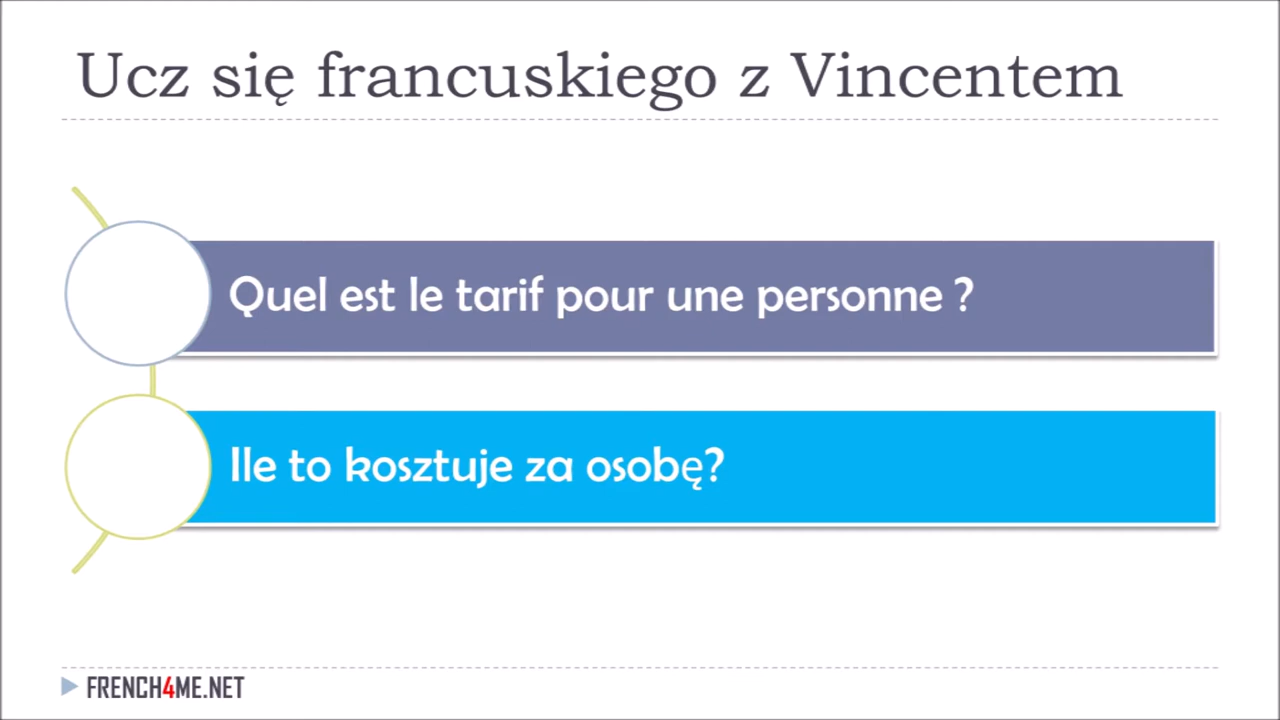 Ucz się francuskiego z Vincentem
Quel est le tarif pour une personne ?
Ile to kosztuje za osobę?
FRENCH4ME.NET